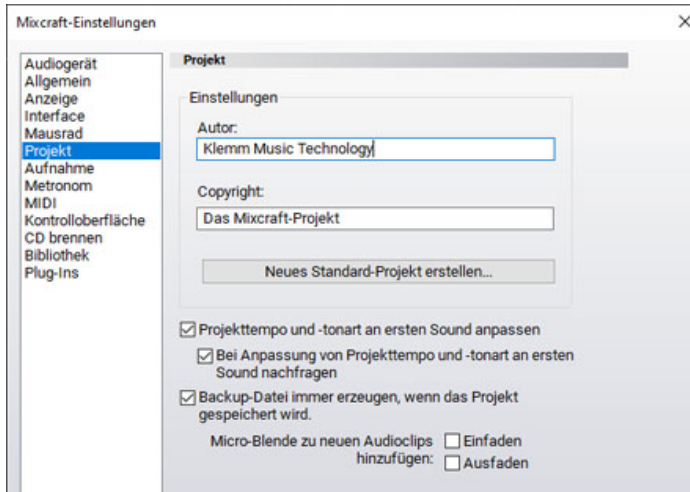 Mixcraft-Einstellungen
Audiogerät
Allgemein
Anzeige
Interface
Mausrad
Projekt
Aufnahme
Metronom
MIDI
Kontrolloberfläche
CD brennen
Bibliothek
Plug-Ins
Projekt
Einstellungen
Autor:
Klemm Music Technology
Copyright:
Das Mixcraft-Projekt
Neues Standard-Projekt erstellen...
Projekttempo und -tonart an ersten Sound anpassen
Bei Anpassung von Projekttempo und -tonart an ersten
Sound nachfragen
Backup-Datei immer erzeugen, wenn das Projekt
gespeichert wird.
Micro-Blende zu neuen Audioclips
hinzufügen:
Einfaden
Ausfaden